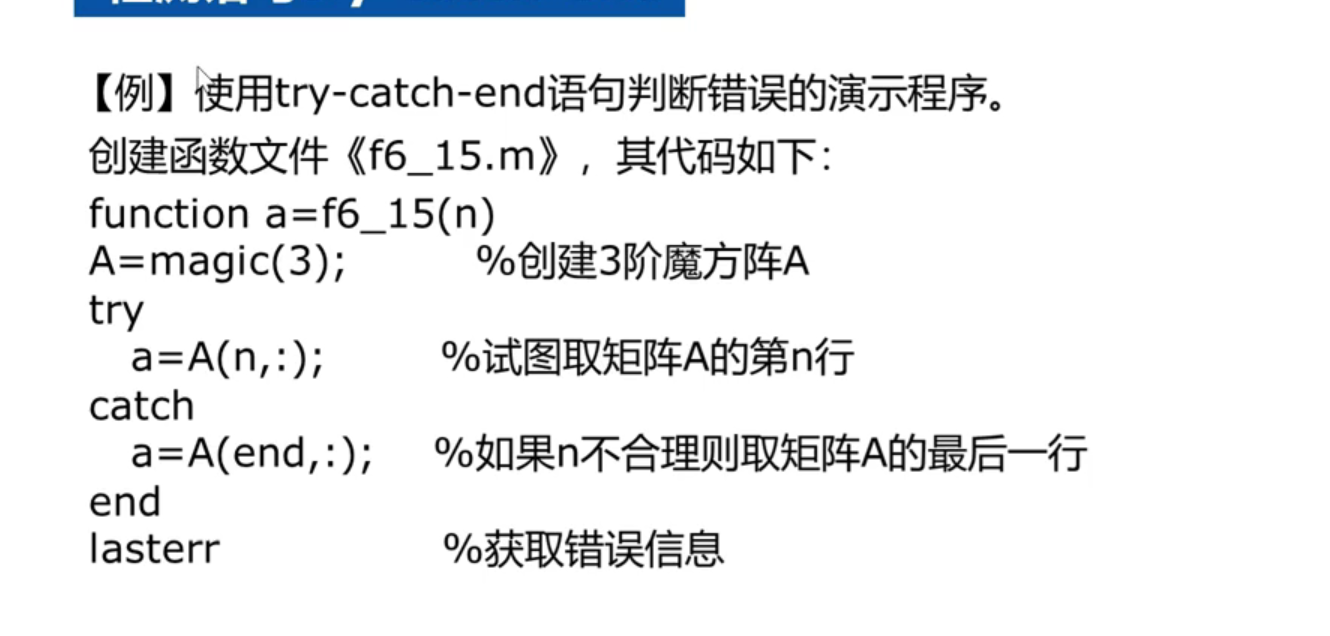 【例】使用try-catch-end语句判断错误的演示程序。
创建函数文件《f6_15.m》，其代码如下：
function a=f6_15(n)
A=magic(3); %创建3阶魔方阵A
try
a=A(n,:); %试图取矩阵A的第n行
catch
a=A(end,:); %如果n不合理则取矩阵A的最后一行
end
lasterr %获取错误信息